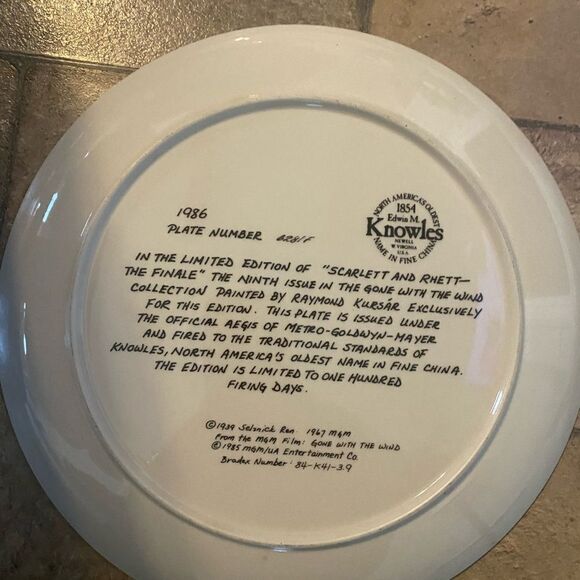 1986
PLATE NUMBER
IN THE LIMITED EDITION OF "SCARLETT AND RHETT—
THE FINALE" THE NINTH ISSUE IN THE GONE WITH THE WIND
COLLECTION PAINTED BY RAYMOND KURSÁR EXCLUSIVELY
FOR THIS EDITION. THIS PLATE IS ISSUED UNDER
THE OFFICIAL AEGIS OF METRO-GOLDWYN-MAYER
AND FIRED TO THE TRADITIONAL STANDARDS OF
KNOWLES, NORTH AMERICA'S OLDEST NAME IN FINE CHINA.
THE EDITION IS LIMITED TO ONE HUNDRED
FIRING DAYS.
NORTH AMERICA'S OLDEST
1854
Edwin M.
Knowles
NEWELL
W. VIRGINIA
U.S.A.
NAME IN FINE CHINA
©1939 Selznick Ren. 1967 MGM
From the MGM Film: GONE WITH THE WIND
©1985 MGM/UA Entertainment Co.
Bradex Number: 84-K41-3.9